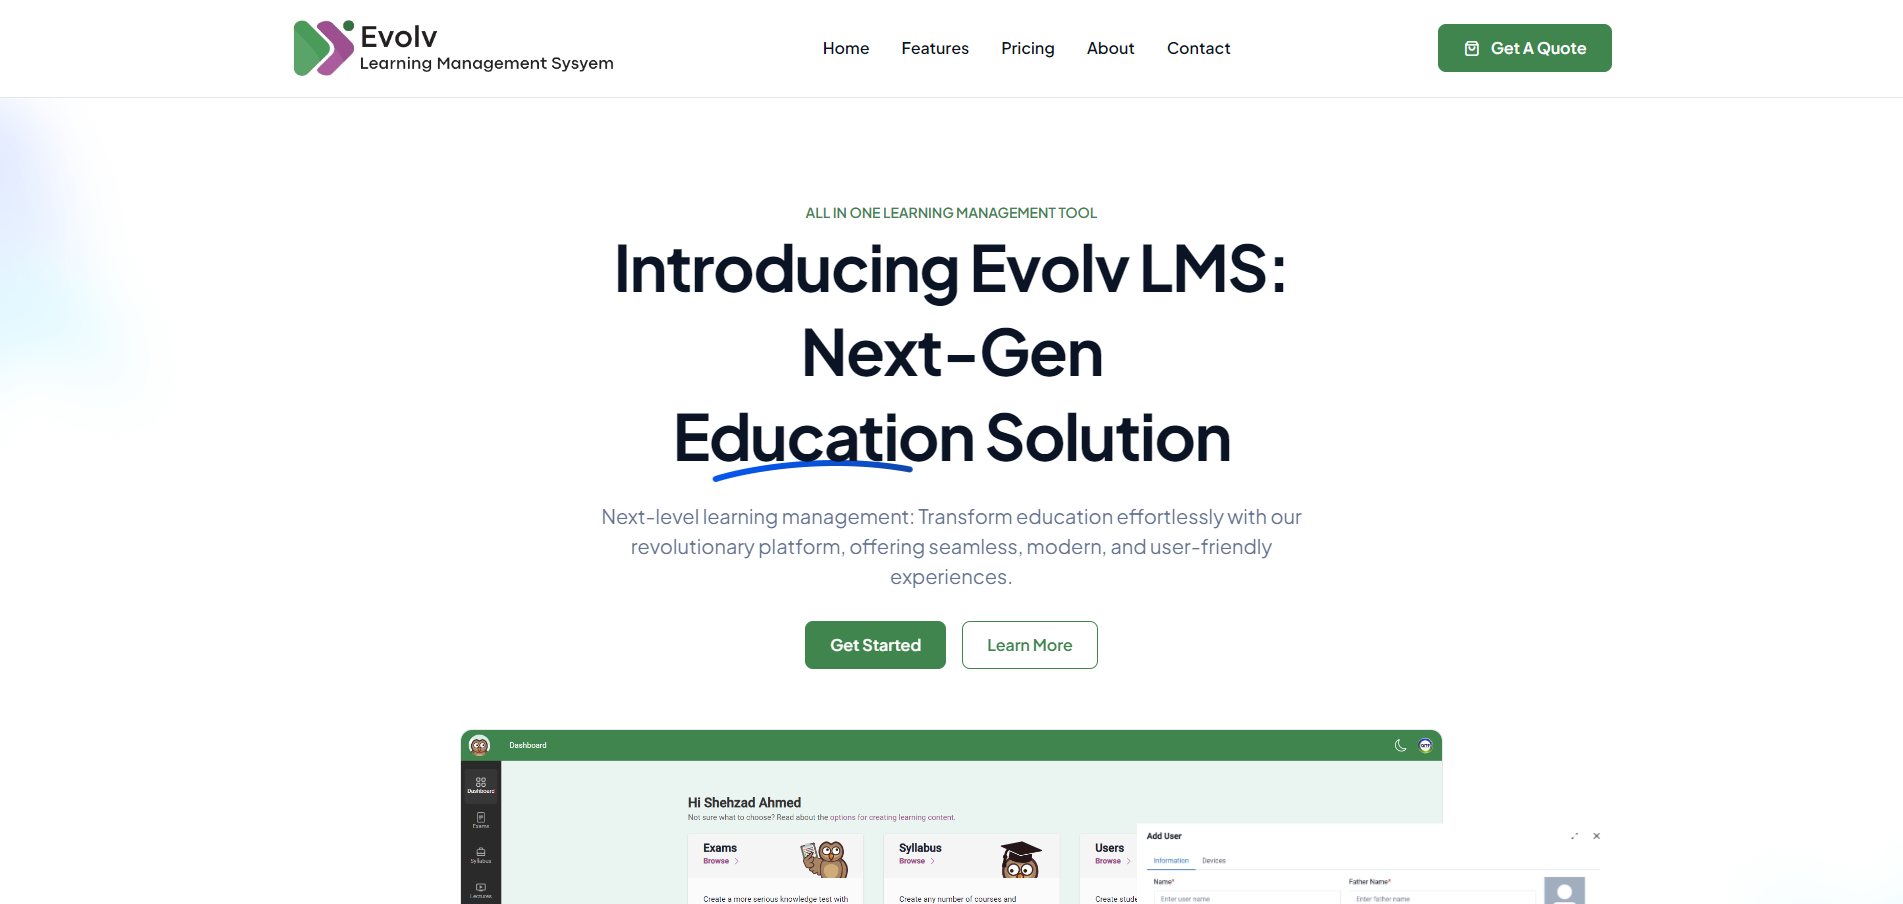 Evolv
Learning Management Sysyem
Home Features Pricing About Contact
Get A Quote
ALL IN ONE LEARNING MANAGEMENT TOOL
Introducing Evolv LMS:
Next-Gen
Education Solution
Next-level learning management: Transform education effortlessly with our
revolutionary platform, offering seamless, modern, and user-friendly
experiences.
Get Started Learn More
Dashboard
Dashboard
Exams
Syllabus
Lectures
Hi Shehzad Ahmed
Not sure what to choose? Read about the options for creating learning content.
Exams
Browse
Create a more serious knowledge test with
Syllabus
Browse
Create any number of courses and
Users
Browse
Create stude
Add User
Information Devices
Name* Father Name*
Enter user name Enter father name